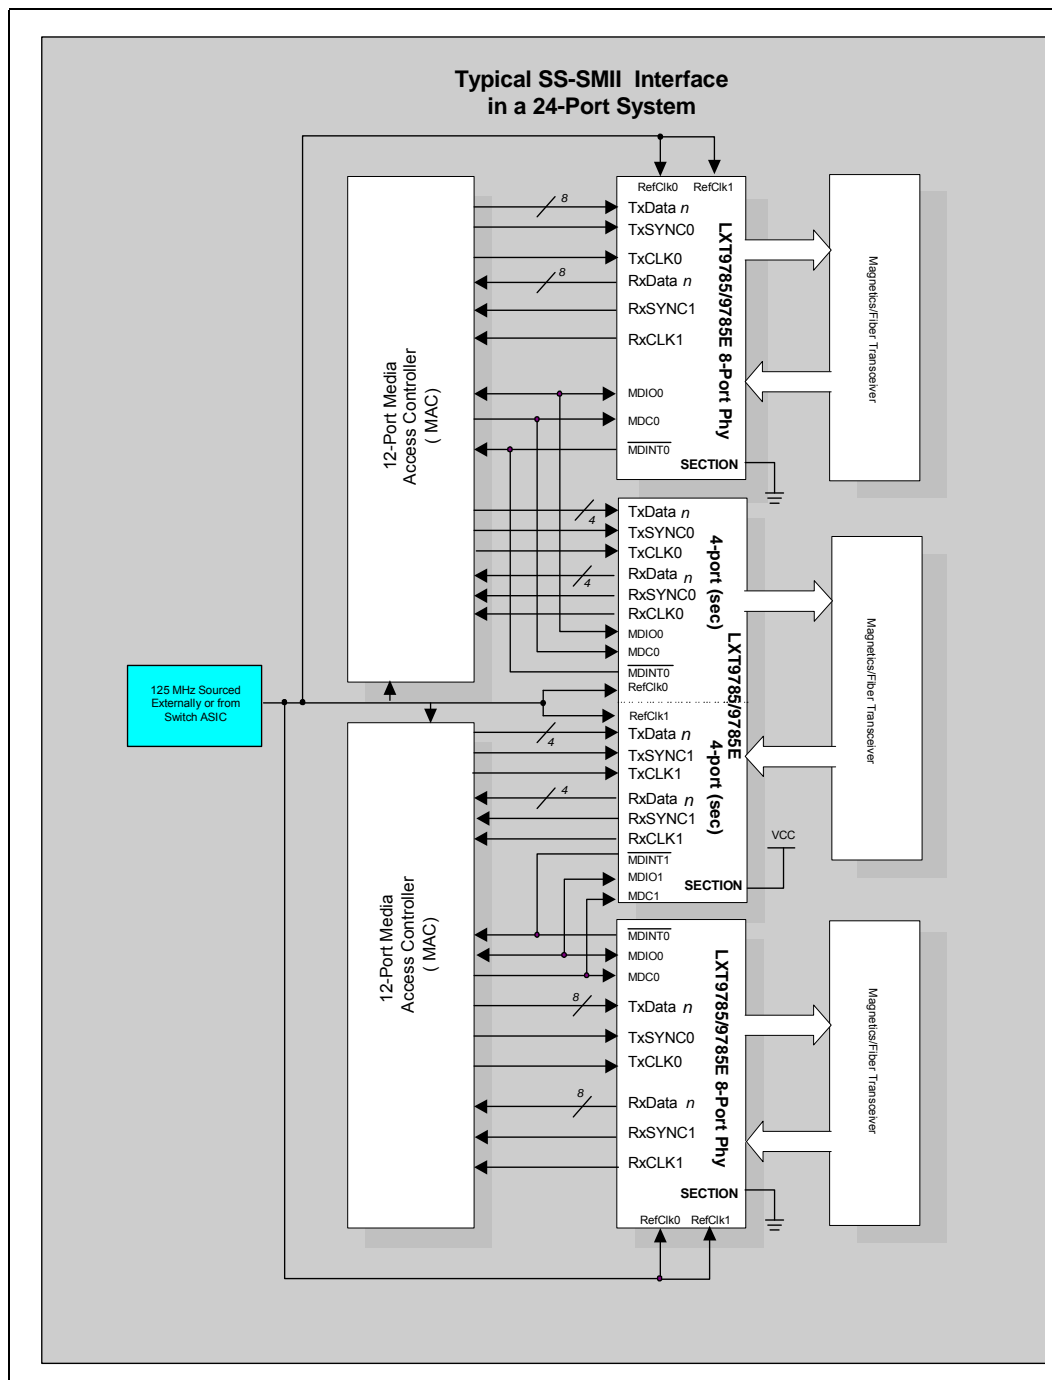 Typical SS-SMII Interface
in a 24-Port System
RefClk0 RefClk1
8
TxData n
TxSYNC0
TxCLK0
8
RxData n
RxSYNC1
RxCLK1
MDIO0
MDC0
MDINT0
SECTION
LXT9785/9785E 8-Port Phy
Magnetics/Fiber Transceiver
12-Port Media
Access Controller
( MAC)
4
TxData n
TxSYNC0
TxCLK0
4
RxData n
RxSYNC0
RxCLK0
MDIO0
MDC0
MDINT0
RefClk0
4-port (sec)
LXT9785/9785E
Magnetics/Fiber Transceiver
125 MHz Sourced
Externally or from
Switch ASIC
RefClk1
4
TxData n
TxSYNC1
TxCLK1
4
RxData n
RxSYNC1
RxCLK1
MDINT1
MDIO1
MDC1
4-port (sec)
SECTION
VCC
12-Port Media
Access Controller
( MAC)
MDINT0
MDIO0
MDC0
8
TxData n
TxSYNC0
TxCLK0
8
RxData n
RxSYNC1
RxCLK1
SECTION
RefClk0 RefClk1
LXT9785/9785E 8-Port Phy
Magnetics/Fiber Transceiver